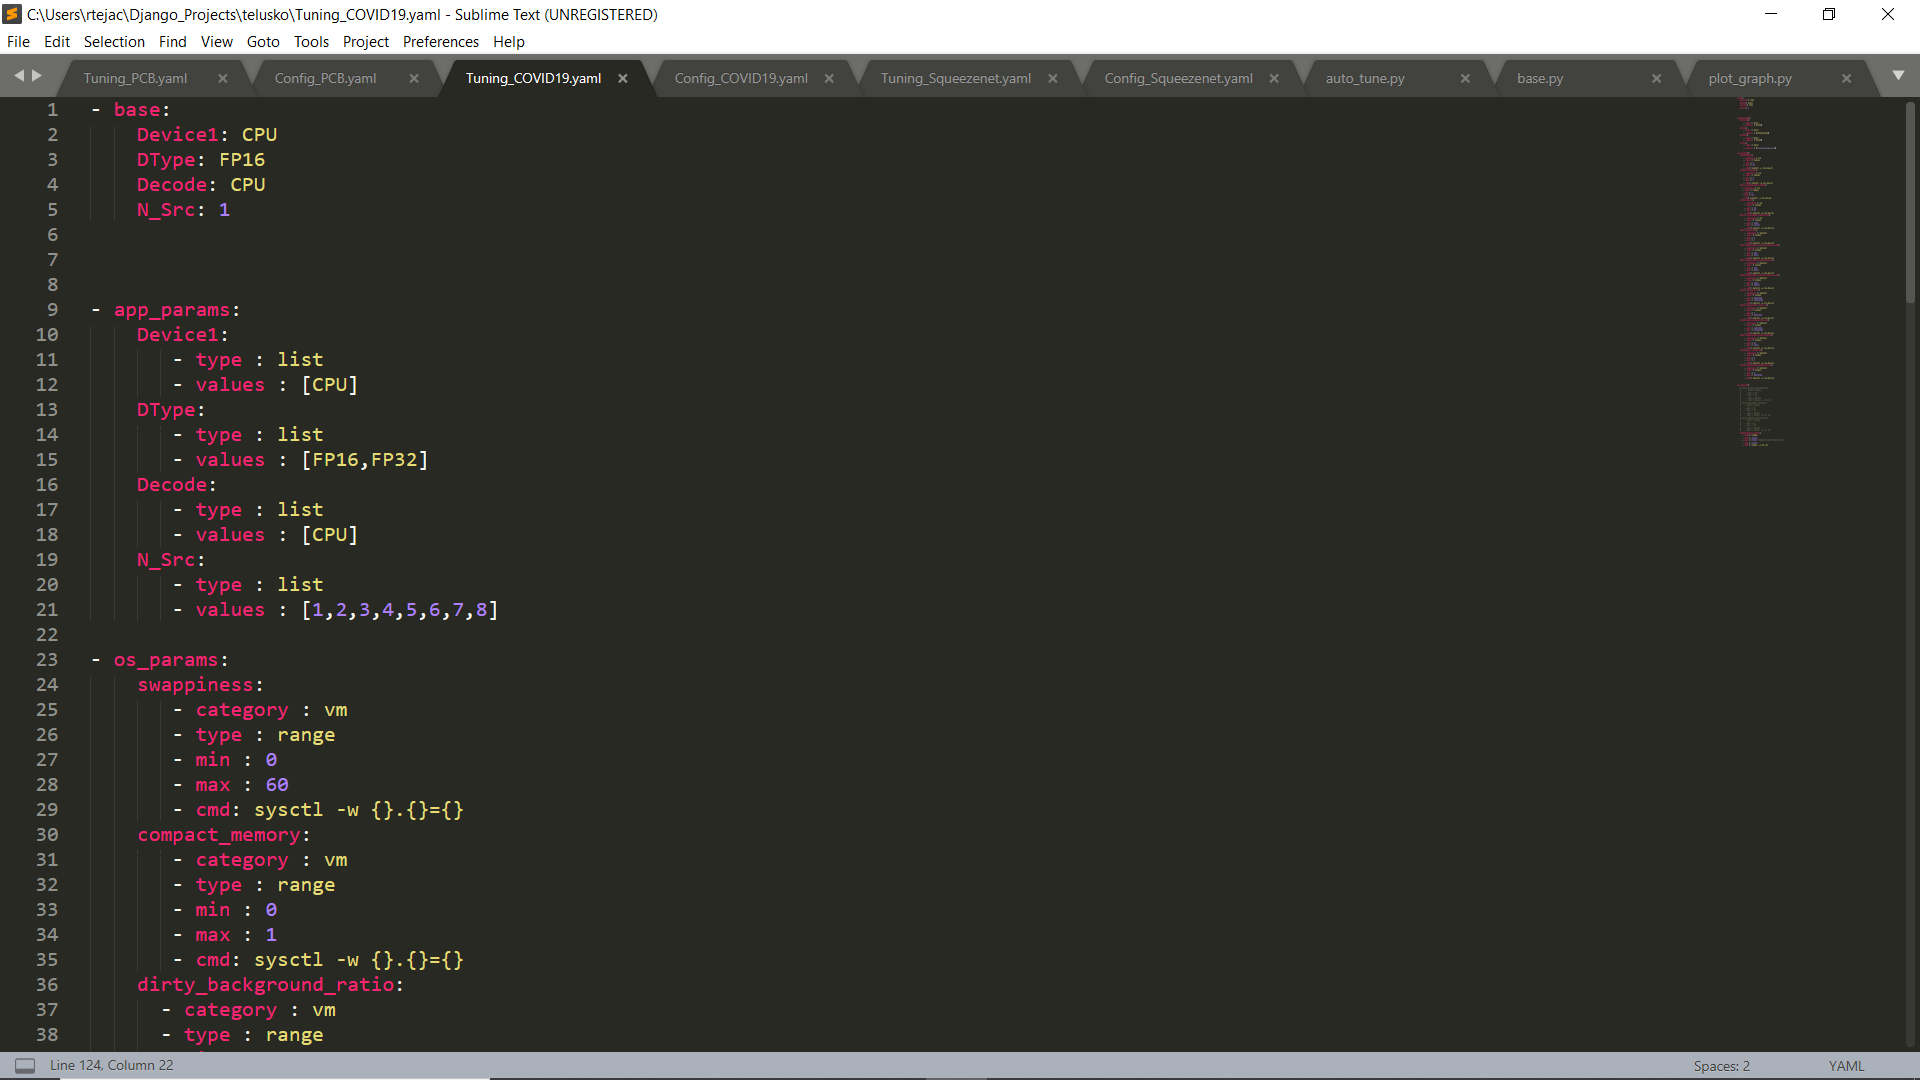 C:\Users\rtejac\Django_Projects\telusko\Tuning_COVID19.yaml - Sublime Text (UNREGISTERED)
File Edit Selection Find View Goto Tools Project Preferences Help
Tuning_PCB.yaml Config_PCB.yaml Tuning_COVID19.yaml Config_COVID19.yaml Tuning_Squeezenet.yaml Config_Squeezenet.yaml auto_tune.py base.py plot_graph.py
1 - base:
2 Device1: CPU
3 DType: FP16
4 Decode: CPU
5 N_Src: 1
6
7
8
9 - app_params:
10 Device1:
11 - type : list
12 - values : [CPU]
13 DType:
14 - type : list
15 - values : [FP16,FP32]
16 Decode:
17 - type : list
18 - values : [CPU]
19 N_Src:
20 - type : list
21 - values : [1,2,3,4,5,6,7,8]
22
23 - os_params:
24 swappiness:
25 - category : vm
26 - type : range
27 - min : 0
28 - max : 60
29 - cmd: sysctl -w {}.{}={}
30 compact_memory:
31 - category : vm
32 - type : range
33 - min : 0
34 - max : 1
35 - cmd: sysctl -w {}.{}={}
36 dirty_background_ratio:
37 - category : vm
38 - type : range
Line 124, Column 22 Spaces: 2 YAML